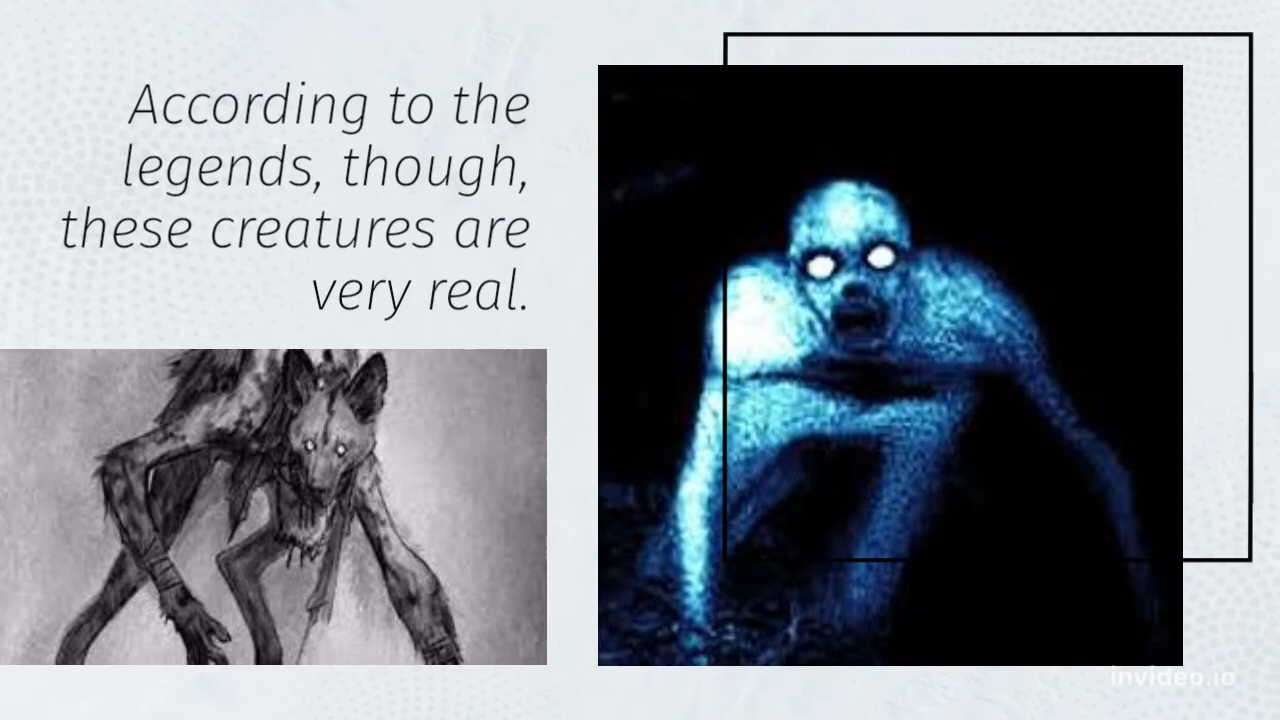 According to the
legends, though,
these creatures are
very real.
invideo.io